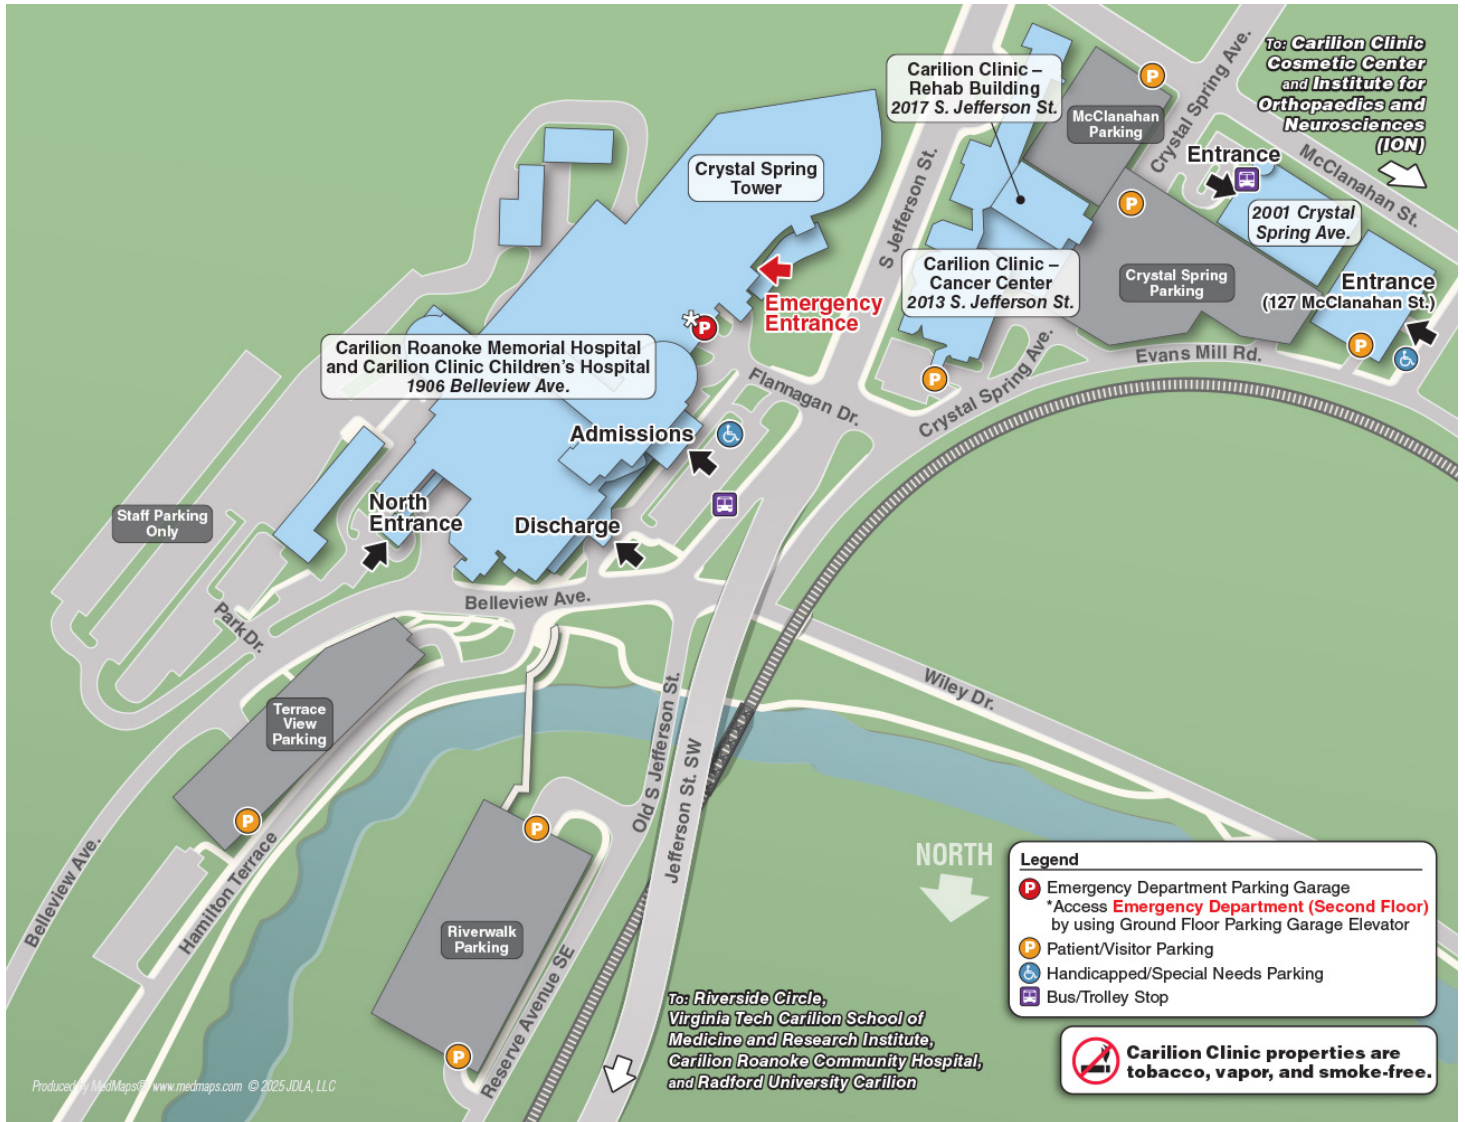 To: Carilion Clinic
Cosmetic Center
and Institute for
Orthopaedics and
Neurosciences
(ION)
Carilion Clinic –
Rehab Building
2017 S. Jefferson St.
McClanahan
Parking
P
Crystal Spring Ave.
McClanahan St.
Entrance
Crystal Spring
Tower
S Jefferson St.
P
2001 Crystal
Spring Ave.
Carilion Clinic –
Cancer Center
2013 S. Jefferson St.
Crystal Spring
Parking
Entrance
(127 McClanahan St.)
Emergency
Entrance
*P
Carilion Roanoke Memorial Hospital
and Carilion Clinic Children's Hospital
1906 Belleview Ave.
P
Evans Mill Rd.
P
Crystal Spring Ave.
Flannagan Dr.
Admissions
North
Entrance
Discharge
Staff Parking
Only
Park Dr.
Belleview Ave.
Wiley Dr.
Terrace
View
Parking
P
Old S Jefferson St.
Jefferson St. SW
P
Belleview Ave.
Hamilton Terrace
Riverwalk
Parking
P
Reserve Avenue SE
NORTH
Legend
P Emergency Department Parking Garage
*Access Emergency Department (Second Floor)
by using Ground Floor Parking Garage Elevator
P Patient/Visitor Parking
Handicapped/Special Needs Parking
Bus/Trolley Stop
To: Riverside Circle,
Virginia Tech Carilion School of
Medicine and Research Institute,
Carilion Roanoke Community Hospital,
and Radford University Carilion
Carilion Clinic properties are
tobacco, vapor, and smoke-free.
Produced by MedMaps® www.medmaps.com © 2025 JDLA, LLC